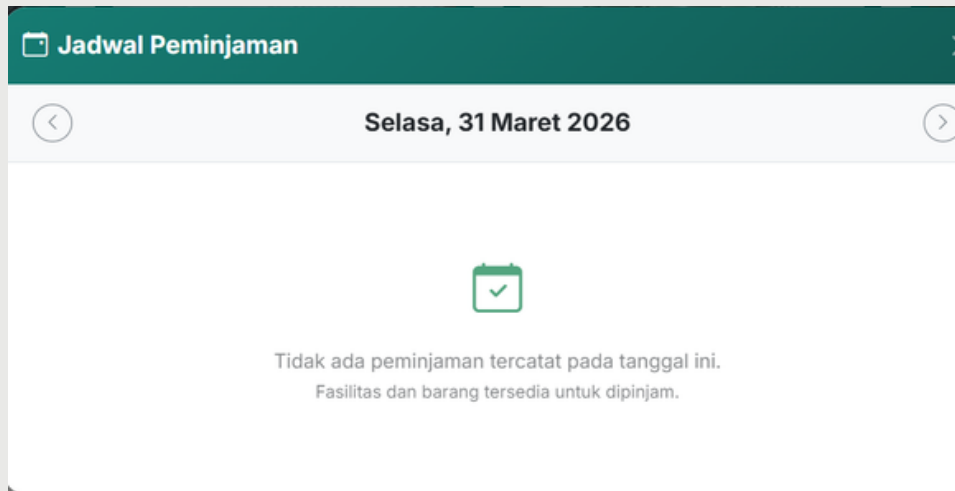 Jadwal Peminjaman
Selasa, 31 Maret 2026
Tidak ada peminjaman tercatat pada tanggal ini.
Fasilitas dan barang tersedia untuk dipinjam.